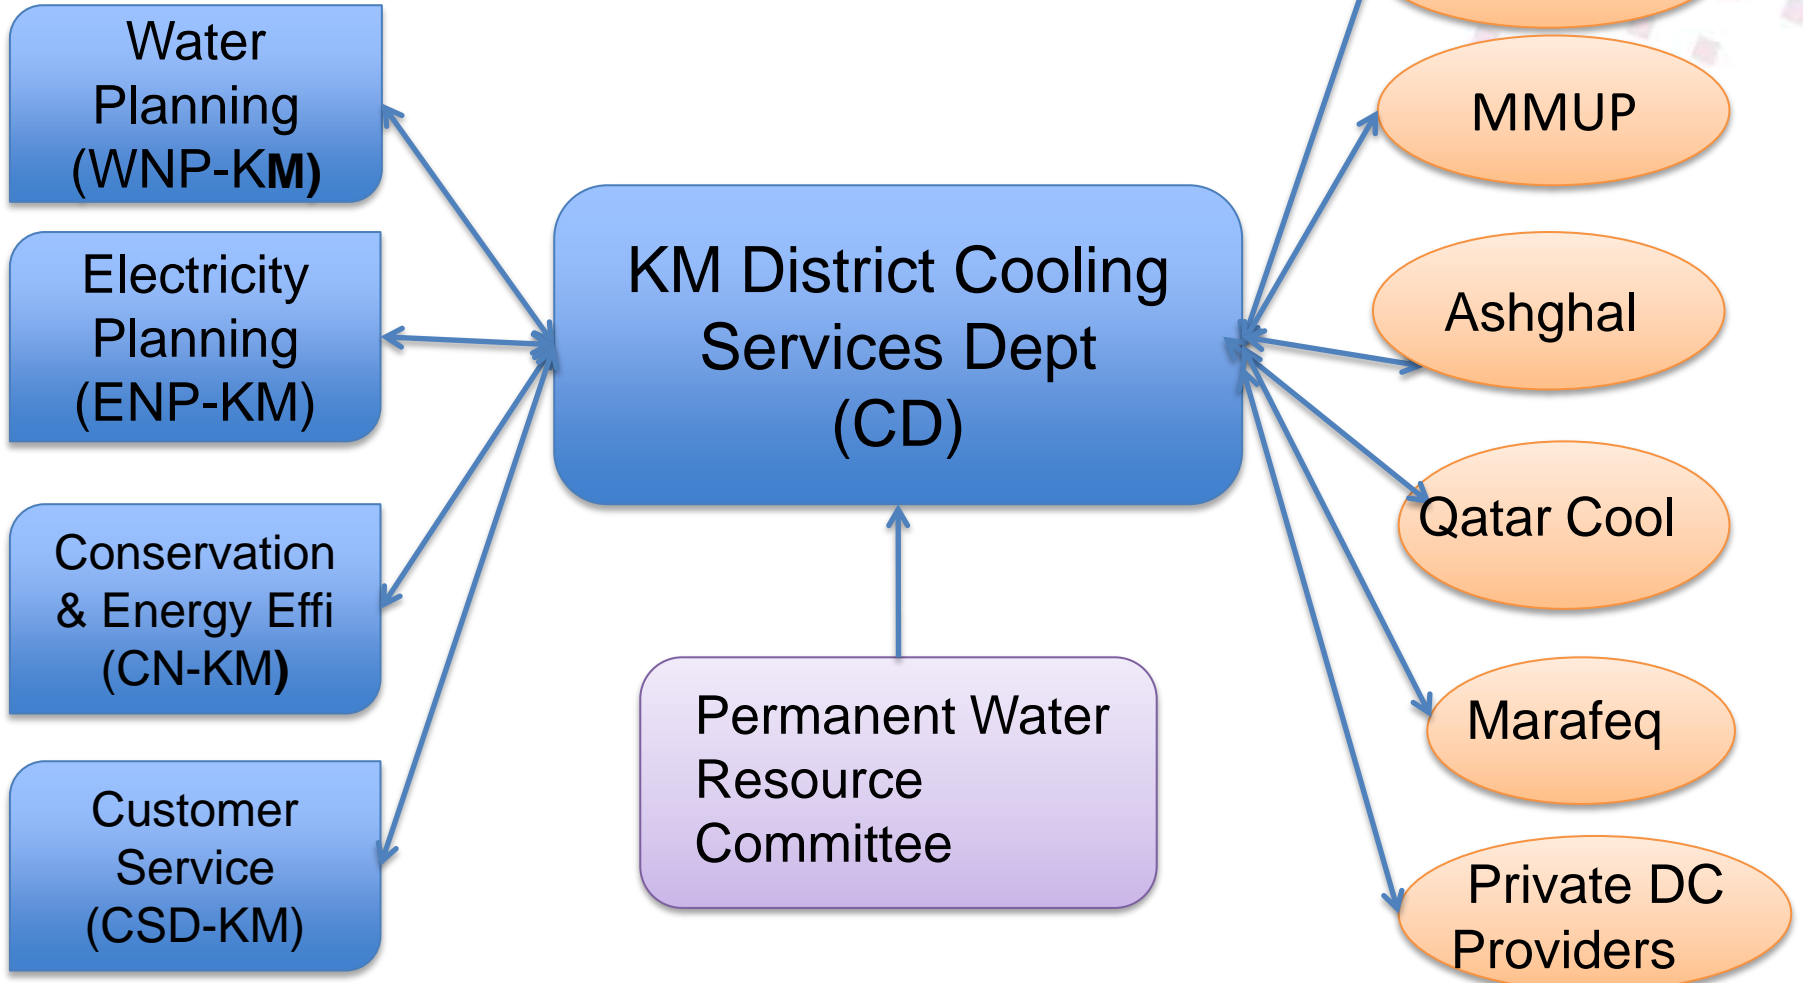 Water
Planning
(WNP-KM)
Electricity
Planning
(ENP-KM)
Conservation
& Energy Effi
(CN-KM)
Customer
Service
(CSD-KM)
KM District Cooling
Services Dept
(CD)
Permanent Water
Resource
Committee
MMUP
Ashghal
Qatar Cool
Marafeq
Private DC
Providers